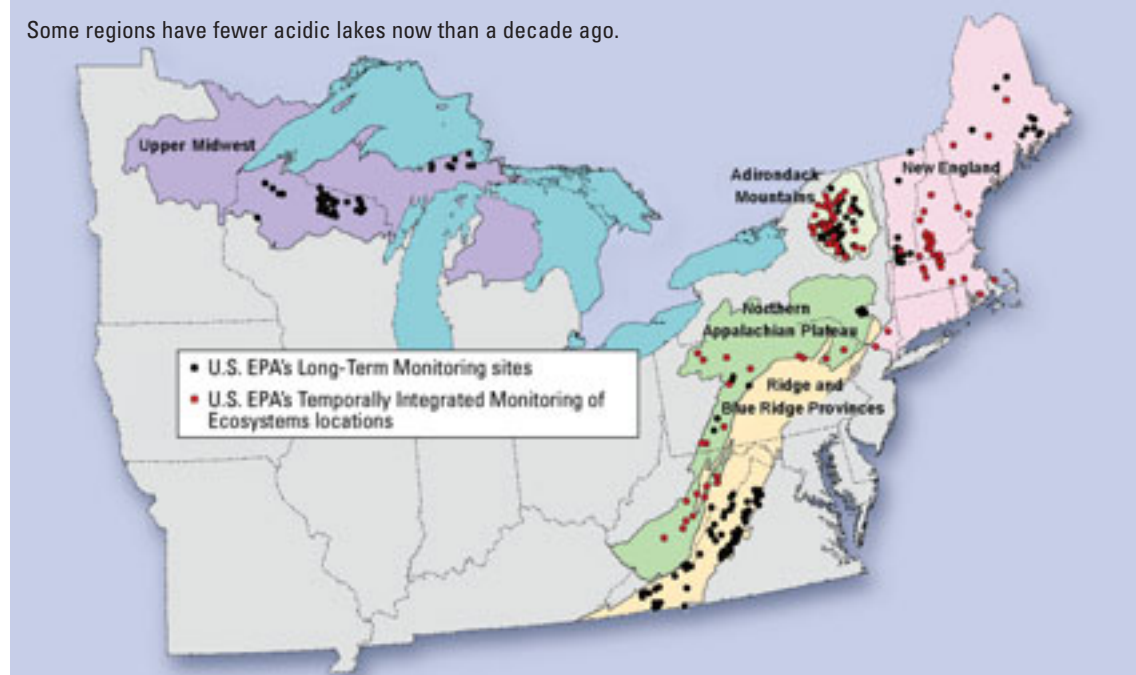 Some regions have fewer acidic lakes now than a decade ago.
Upper Midwest
Adirondack
Mountains
New England
Northern
Appalachian Plateau
Ridge and
Blue Ridge Provinces
U.S. EPA's Long-Term Monitoring sites
U.S. EPA's Temporally Integrated Monitoring of
Ecosystems locations